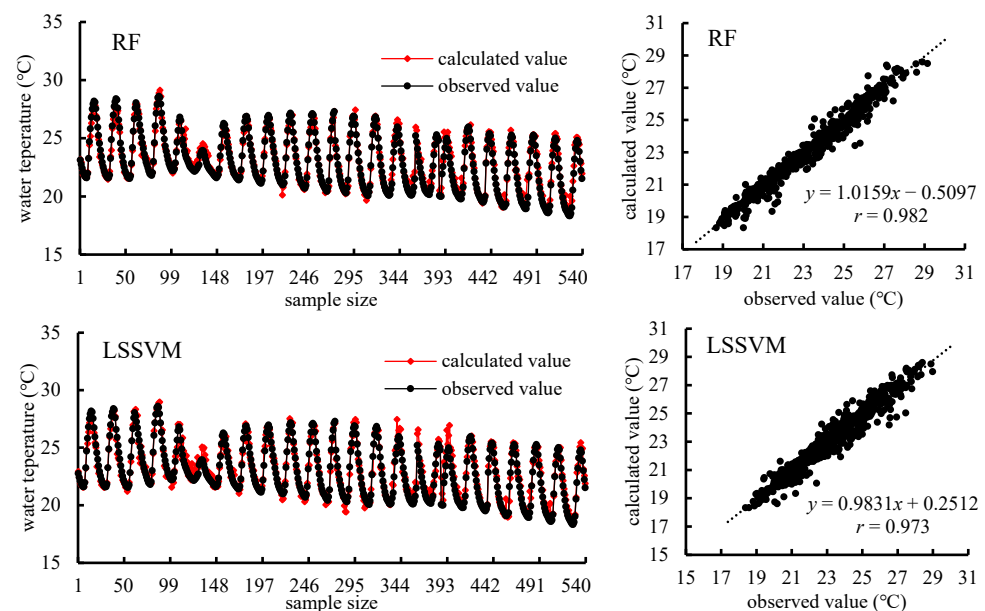 RF
water teperature (℃)
35
30
25
20
15
calculated value
observed value
1 50 99 148 197 246 295 344 393 442 491 540
sample size
RF
calculated value (℃)
31
29
27
25
23
21
19
17
y = 1.0159x − 0.5097
r = 0.982
17 19 21 23 25 27 29 31
observed value (℃)
LSSVM
water teperature (℃)
35
30
25
20
15
calculated value
observed value
1 50 99 148 197 246 295 344 393 442 491 540
sample size
LSSVM
calculated value (℃)
31
29
27
25
23
21
19
17
15
y = 0.9831x + 0.2512
r = 0.973
15 17 19 21 23 25 27 29 31
observed value (℃)